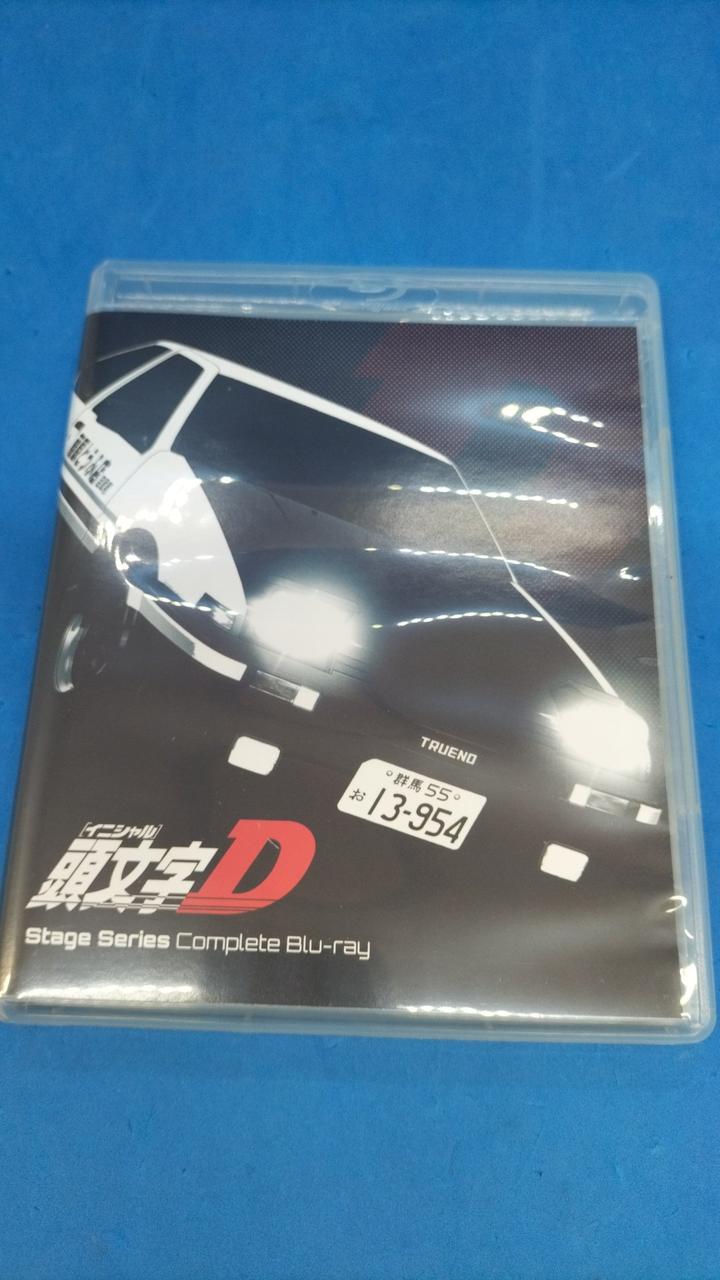 TRUENO
群馬 55
お 13-954
[イニシャル]
頭文字D
Stage Series Complete Blu-ray